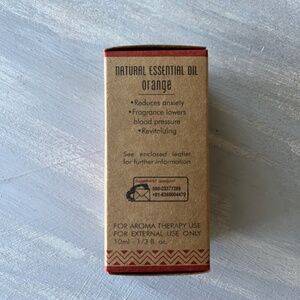 NATURAL ESSENTIAL OIL
orange
•Reduces anxiety
•Fragrance lowers
blood pressure
•Revitalizing
See enclosed leaflet
for further information
FOR AROMA THERAPY USE
FOR EXTERNAL USE ONLY
10ml - 1/3 fl. oz.